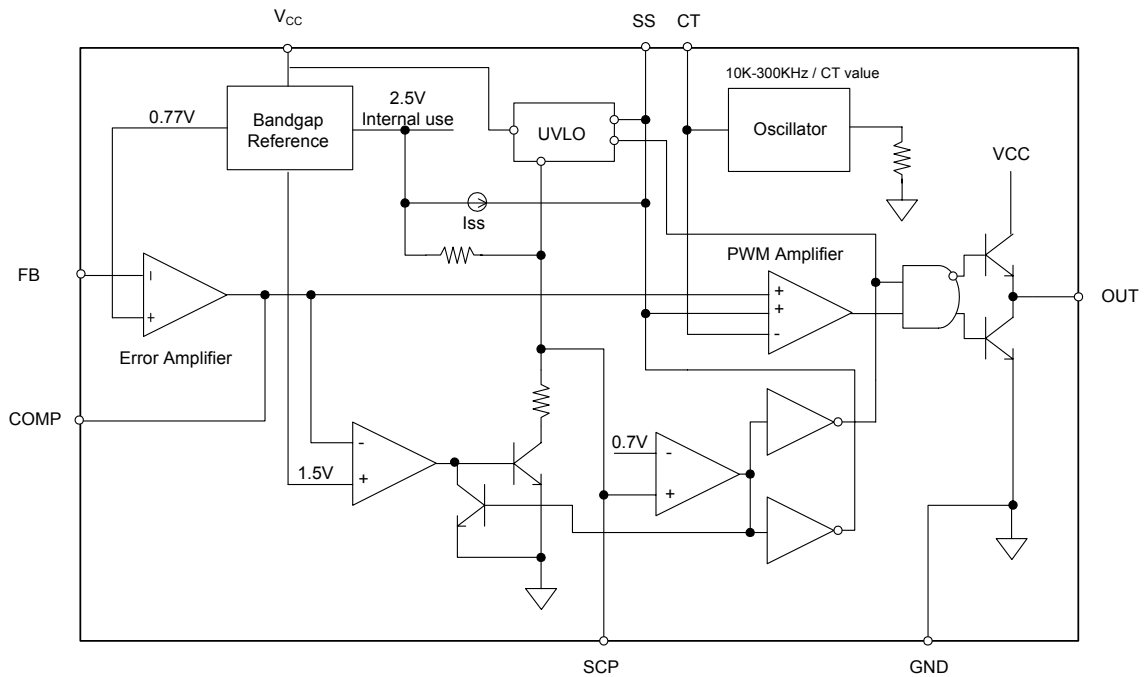 VCC
SS
CT
10K-300KHz / CT value
0.77V
Bandgap
Reference
2.5V
Internal use
UVLO
Oscillator
VCC
Iss
PWM Amplifier
FB
-
+
+
+
-
OUT
Error Amplifier
COMP
-
+
1.5V
0.7V
-
+
SCP
GND